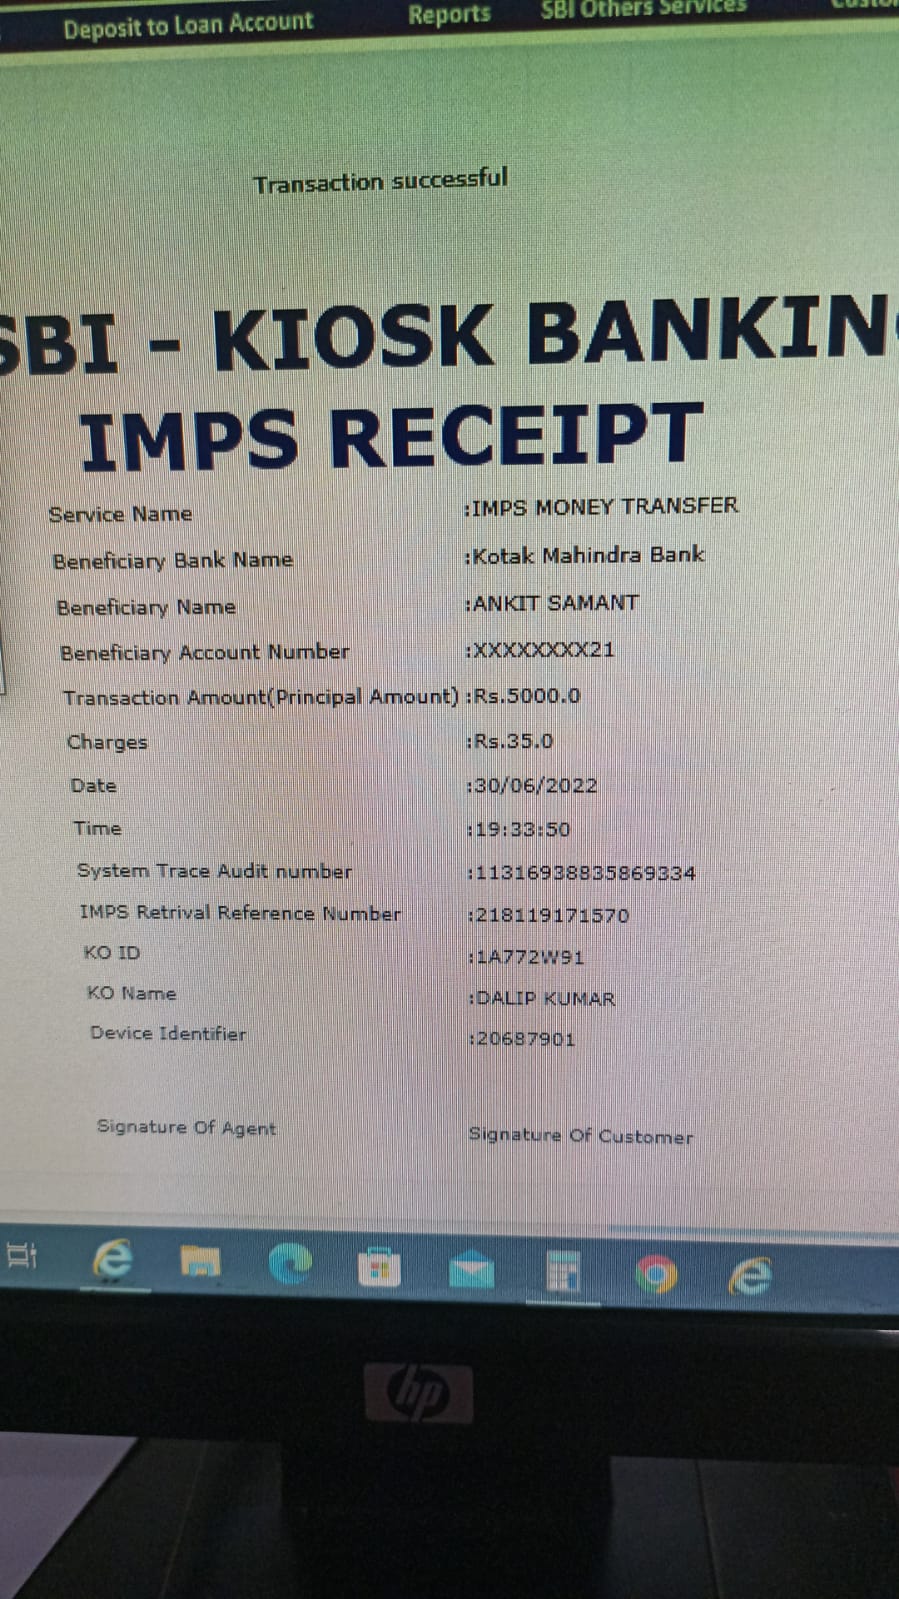 Deposit to Loan Account Reports SBI Others Services
Transaction successful
SBI - KIOSK BANKING
IMPS RECEIPT
Service Name :IMPS MONEY TRANSFER
Beneficiary Bank Name :Kotak Mahindra Bank
Beneficiary Name :ANKIT SAMANT
Beneficiary Account Number :XXXXXXXX21
Transaction Amount(Principal Amount) :Rs.5000.0
Charges :Rs.35.0
Date :30/06/2022
Time :19:33:50
System Trace Audit number :11316938835869334
IMPS Retrival Reference Number :218119171570
KO ID :1A772W91
KO Name :DALIP KUMAR
Device Identifier :20687901
Signature Of Agent Signature Of Customer
hp